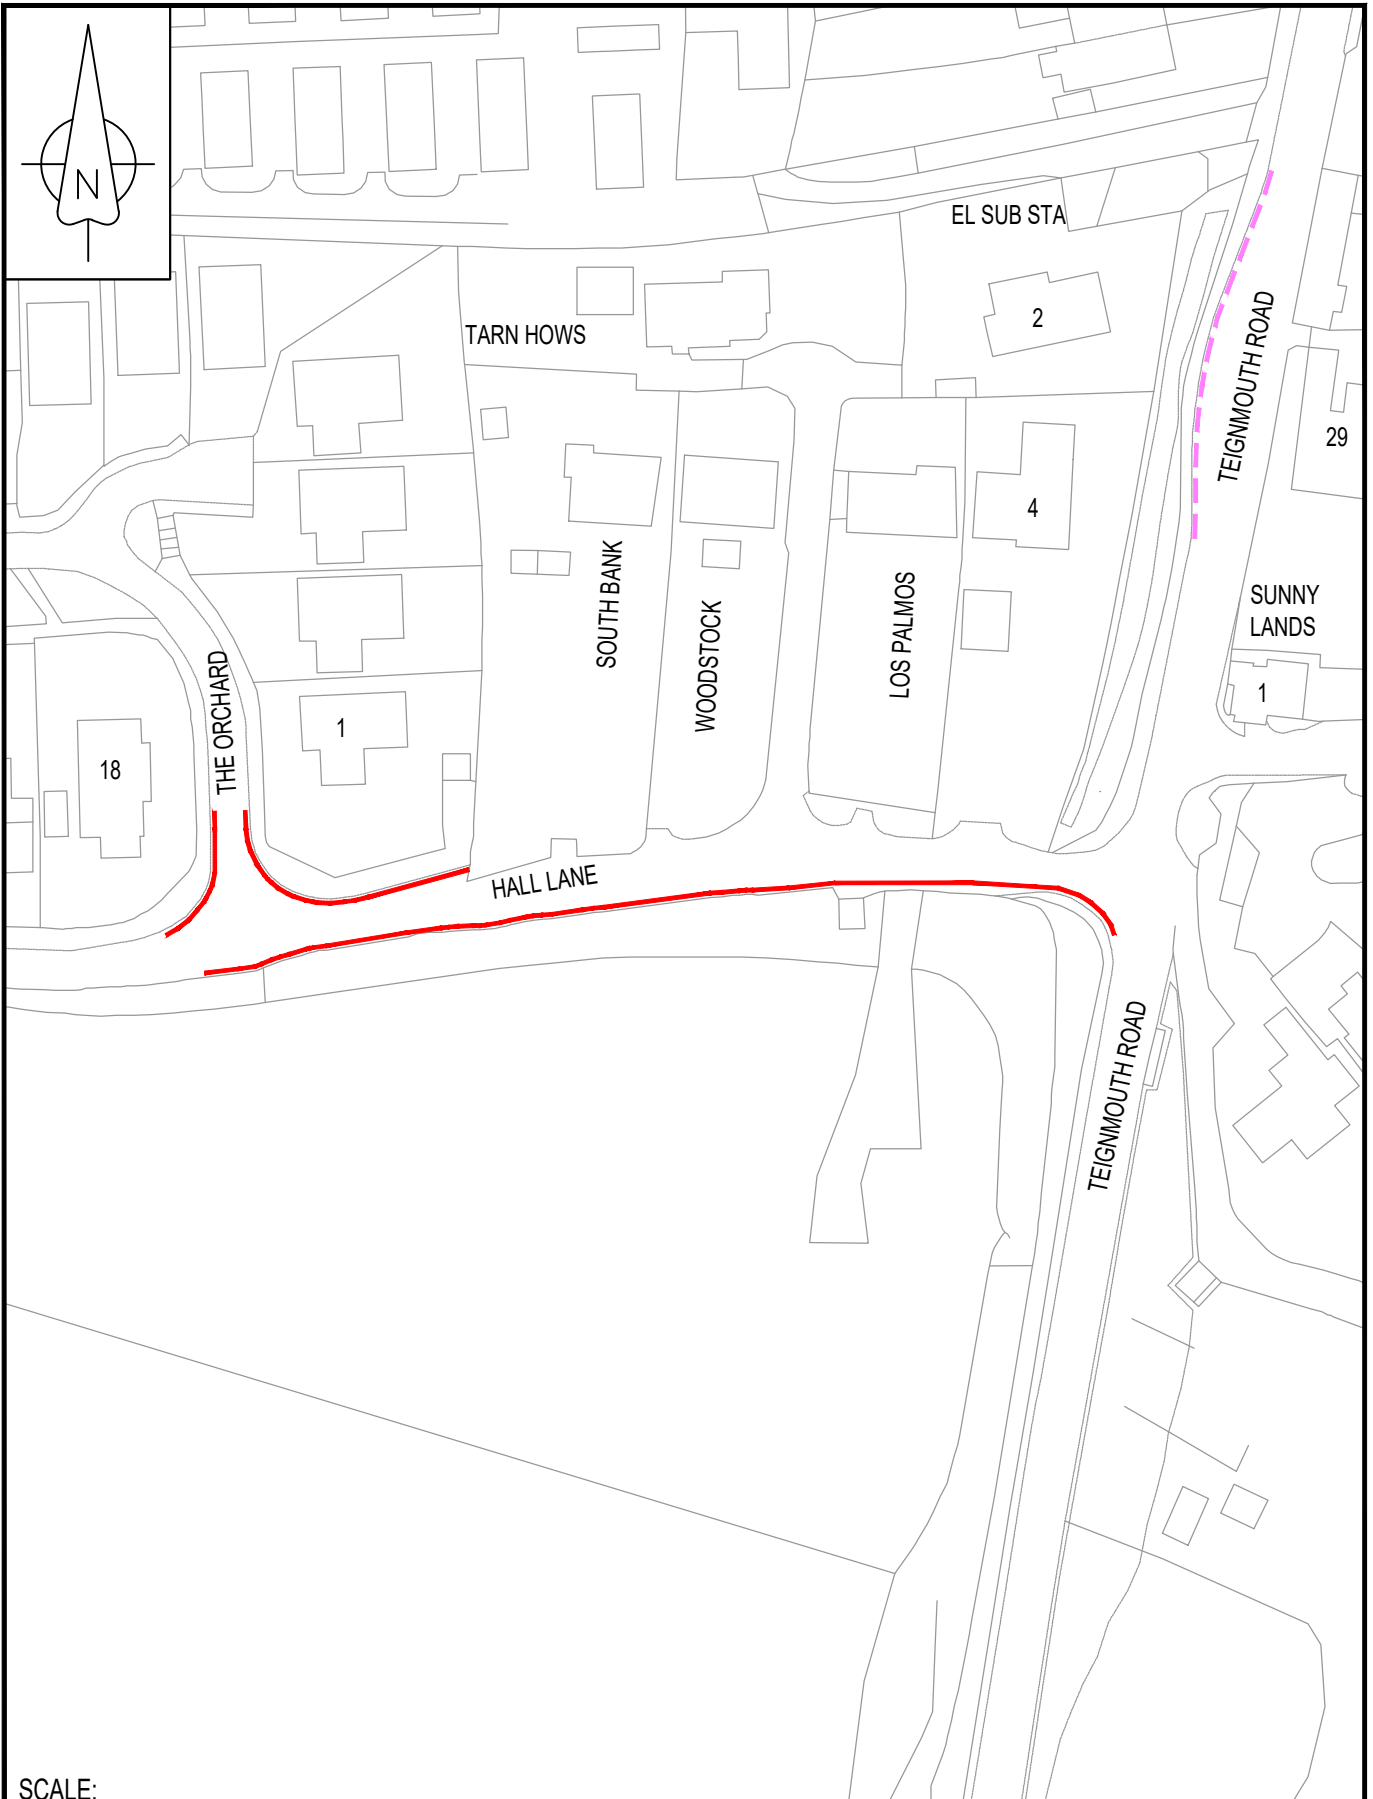 N
EL SUB STA
TARN HOWS
2
TEIGNMOUTH ROAD
29
4
SOUTH BANK
WOODSTOCK
LOS PALMOS
SUNNY
LANDS
THE ORCHARD
1
1
18
HALL LANE
TEIGNMOUTH ROAD
SCALE: